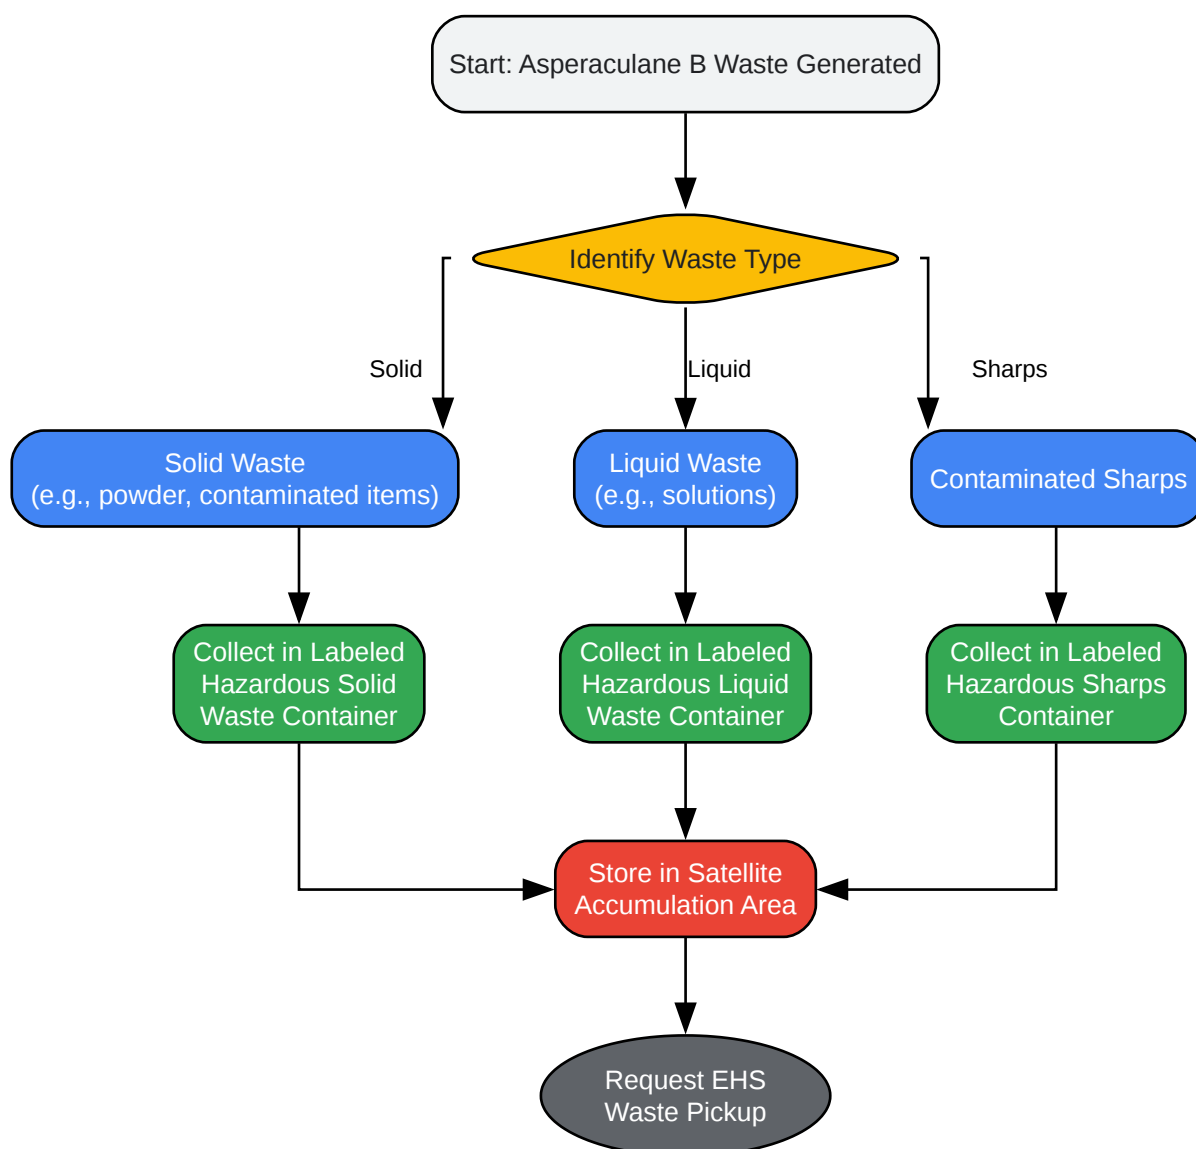 Start: Asperaculane B Waste Generated
Identify Waste Type
Solid
Liquid
Sharps
Solid Waste
(e.g., powder, contaminated items)
Liquid Waste
(e.g., solutions)
Contaminated Sharps
Collect in Labeled
Hazardous Solid
Waste Container
Collect in Labeled
Hazardous Liquid
Waste Container
Collect in Labeled
Hazardous Sharps
Container
Store in Satellite
Accumulation Area
Request EHS
Waste Pickup